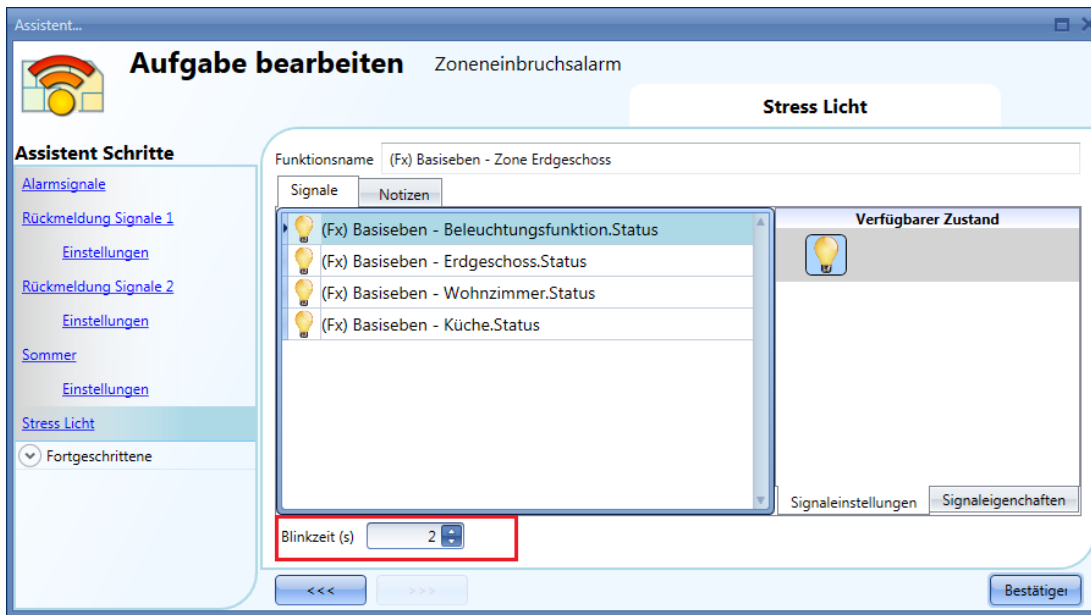 Assistent...
Aufgabe bearbeiten Zoneneinbruchsalarm
Stress Licht
Assistent Schritte
Alarmsignale
Rückmeldung Signale 1
Einstellungen
Rückmeldung Signale 2
Einstellungen
Sommer
Einstellungen
Stress Licht
Fortgeschrittene
Funktionsname (Fx) Basiseben - Zone Erdgeschoss
Signale Notizen
(Fx) Basiseben - Beleuchtungsfunktion.Status
(Fx) Basiseben - Erdgeschoss.Status
(Fx) Basiseben - Wohnzimmer.Status
(Fx) Basiseben - Küche.Status
Verfügbarer Zustand
Signaleinstellungen Signaleigenchaften
Blinkzeit (s) 2
<<< >>>
Bestätiger